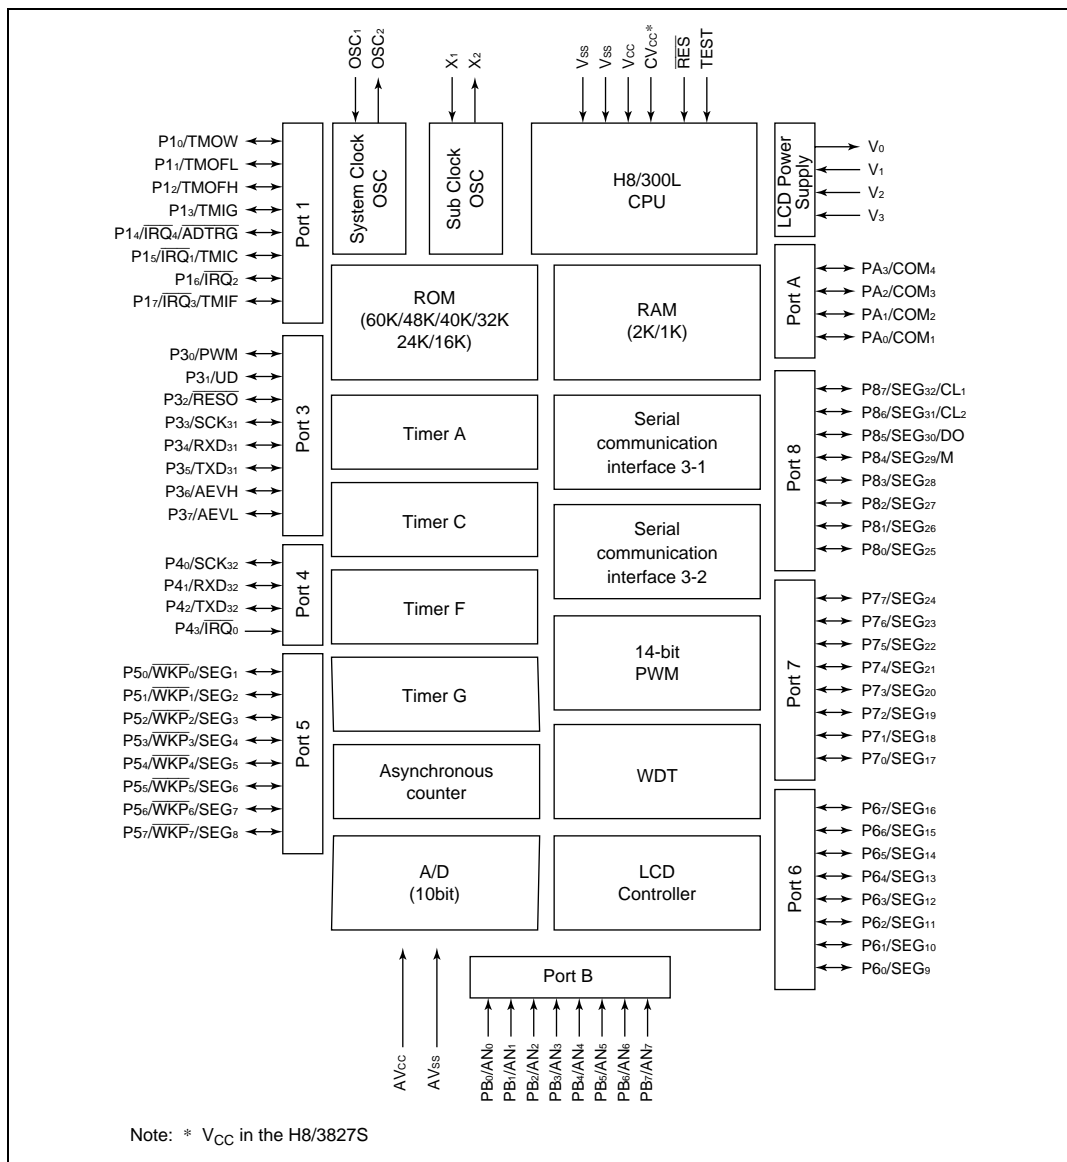 OSC₁
OSC₂
X₁
X₂
Vss
Vss
Vcc
CVcc*
RES
TEST
System Clock
OSC
Sub Clock
OSC
H8/300L
CPU
LCD Power
Supply
V₀
V₁
V₂
V₃
P1₀/TMOW
P1₁/TMOFL
P1₂/TMOFH
P1₃/TMIG
P1₄/IRQ₄/ADTRG
P1₅/IRQ₁/TMIC
P1₆/IRQ₂
P1₇/IRQ₃/TMIF
Port 1
ROM
(60K/48K/40K/32K
24K/16K)
RAM
(2K/1K)
Port A
PA₃/COM₄
PA₂/COM₃
PA₁/COM₂
PA₀/COM₁
P3₀/PWM
P3₁/UD
P3₂/RESO
P3₃/SCK₃₁
P3₄/RXD₃₁
P3₅/TXD₃₁
P3₆/AEVH
P3₇/AEVL
Port 3
Timer A
Serial
communication
interface 3-1
Port 8
P8₇/SEG₃₂/CL₁
P8₆/SEG₃₁/CL₂
P8₅/SEG₃₀/DO
P8₄/SEG₂₉/M
P8₃/SEG₂₈
P8₂/SEG₂₇
P8₁/SEG₂₆
P8₀/SEG₂₅
Timer C
Serial
communication
interface 3-2
P4₀/SCK₃₂
P4₁/RXD₃₂
P4₂/TXD₃₂
P4₃/IRQ₀
Port 4
Timer F
14-bit
PWM
Port 7
P7₇/SEG₂₄
P7₆/SEG₂₃
P7₅/SEG₂₂
P7₄/SEG₂₁
P7₃/SEG₂₀
P7₂/SEG₁₉
P7₁/SEG₁₈
P7₀/SEG₁₇
P5₀/WKP₀/SEG₁
P5₁/WKP₁/SEG₂
P5₂/WKP₂/SEG₃
P5₃/WKP₃/SEG₄
P5₄/WKP₄/SEG₅
P5₅/WKP₅/SEG₆
P5₆/WKP₆/SEG₇
P5₇/WKP₇/SEG₈
Port 5
Timer G
Asynchronous
counter
WDT
A/D
(10bit)
LCD
Controller
Port 6
P6₇/SEG₁₆
P6₆/SEG₁₅
P6₅/SEG₁₄
P6₄/SEG₁₃
P6₃/SEG₁₂
P6₂/SEG₁₁
P6₁/SEG₁₀
P6₀/SEG₉
Port B
AVcc
AVss
PB₀/AN₀
PB₁/AN₁
PB₂/AN₂
PB₃/AN₃
PB₄/AN₄
PB₅/AN₅
PB₆/AN₆
PB₇/AN₇
Note: * VCC in the H8/3827S